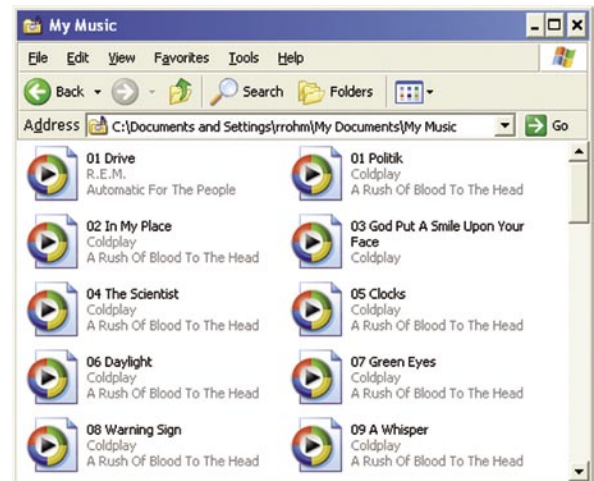 My Music
File Edit View Favorites Tools Help
Back Search Folders
Address C:\Documents and Settings\rrohm\My Documents\My Music Go
01 Drive
R.E.M.
Automatic For The People
01 Politik
Coldplay
A Rush Of Blood To The Head
02 In My Place
Coldplay
A Rush Of Blood To The Head
03 God Put A Smile Upon Your
Face
Coldplay
04 The Scientist
Coldplay
A Rush Of Blood To The Head
05 Clocks
Coldplay
A Rush Of Blood To The Head
06 Daylight
Coldplay
A Rush Of Blood To The Head
07 Green Eyes
Coldplay
A Rush Of Blood To The Head
08 Warning Sign
Coldplay
A Rush Of Blood To The Head
09 A Whisper
Coldplay
A Rush Of Blood To The Head